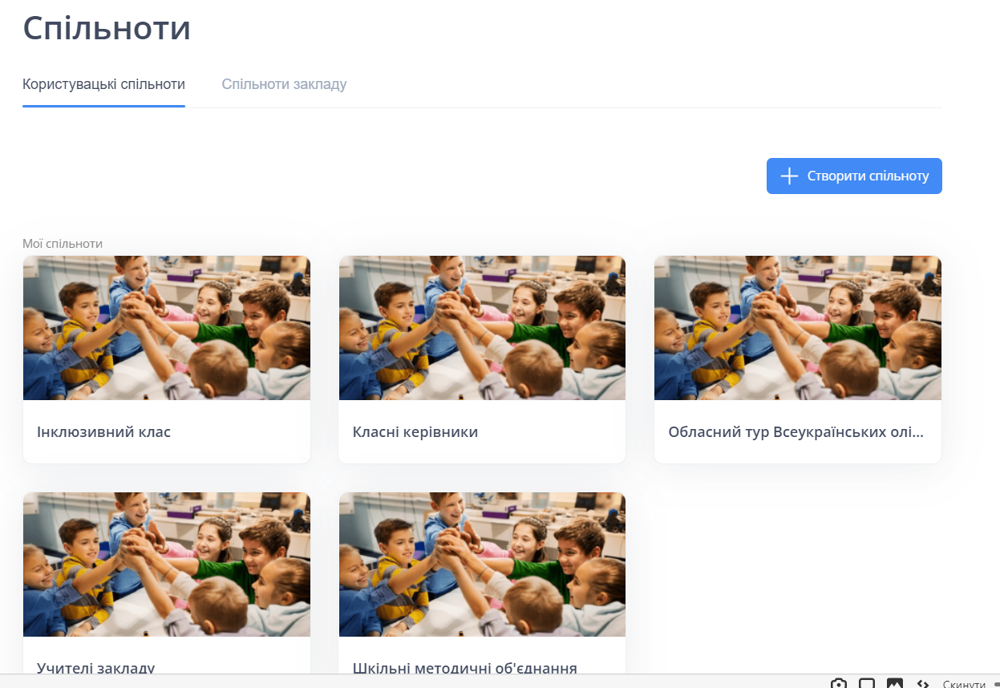 Спільноти
Користувацькі спільноти
Спільноти закладу
Створити спільноту
Мої спільноти
Інклюзивний клас
Класні керівники
Обласний тур Всеукраїнських олі...
Учителі закладу
Шкільні методичні об'єднання
Скинути